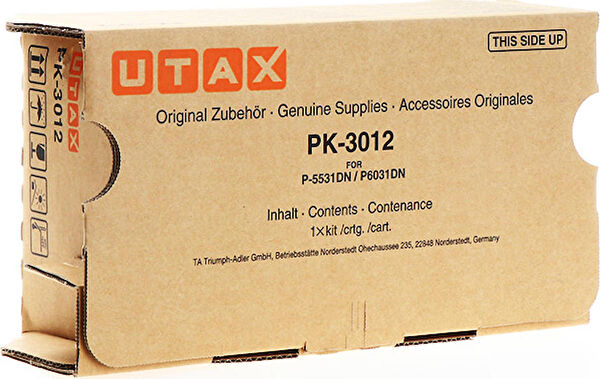 UTAX
THIS SIDE UP
Original Zubehör · Genuine Supplies · Accessoires Originales
PK-3012
FOR
P-5531DN / P6031DN
Inhalt · Contents · Contenance
1×kit /crtg. /cart.
TA Triumph-Adler GmbH, Betriebsstätte Norderstedt Ohechaussee 235, 22848 Norderstedt, Germany
UTAX
PK-3012